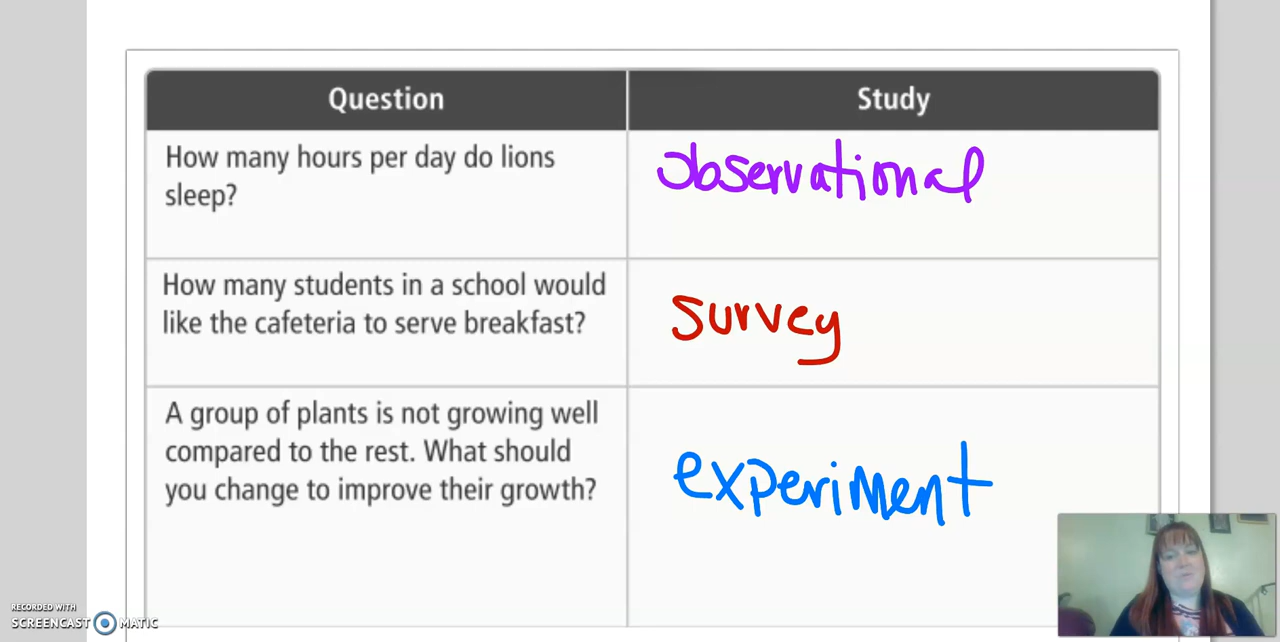 Question
Study
How many hours per day do lions
sleep?
observational
How many students in a school would
like the cafeteria to serve breakfast?
survey
A group of plants is not growing well
compared to the rest. What should
you change to improve their growth?
experiment
RECORDED WITH
SCREENCAST MATIC